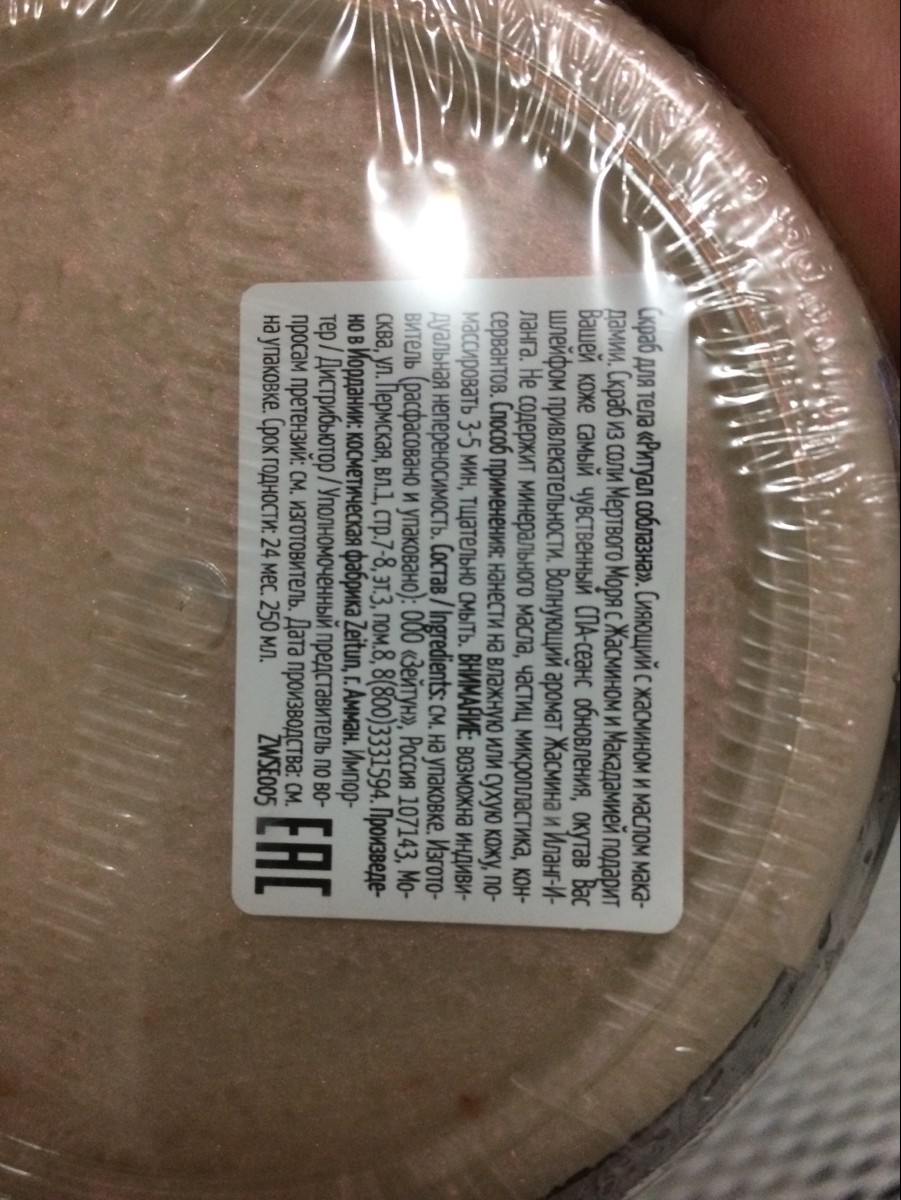 Скраб для тела «Ритуал соблазна». Сияющий с жасмином и маслом мака-
дамии. Скраб из соли Мертвого Моря с Жасмином и Макадамией подарит
Вашей коже самый чувственный СПА-сеанс обновления, окутав Вас
шлейфом привлекательности. Волнующий аромат Жасмина и Иланг-И-
ланга. Не содержит минерального масла, частиц микропластика, кон-
сервантов. Способ применения: нанести на влажную или сухую кожу, по-
массировать 3-5 мин, тщательно смыть. ВНИМАНИЕ: возможна индиви-
дуальная непереносимость. Состав / Ingredients: см. на упаковке. Изгото-
витель (расфасовано и упаковано): ООО «Зейтун», Россия 107143, Мо-
сква, ул. Пермская, вл.1, стр.7-8, эт.3, пом.8, 8(800)3331594. Произведе-
но в Иордании: косметическая фабрика Zeitun, г. Амман. Импор-
тер / Дистрибьютор / Уполномоченный представитель по во-
просам претензий: см. изготовитель. Дата производства: см.
на упаковке. Срок годности: 24 мес. 250 мл.
ZWSE005
EAC